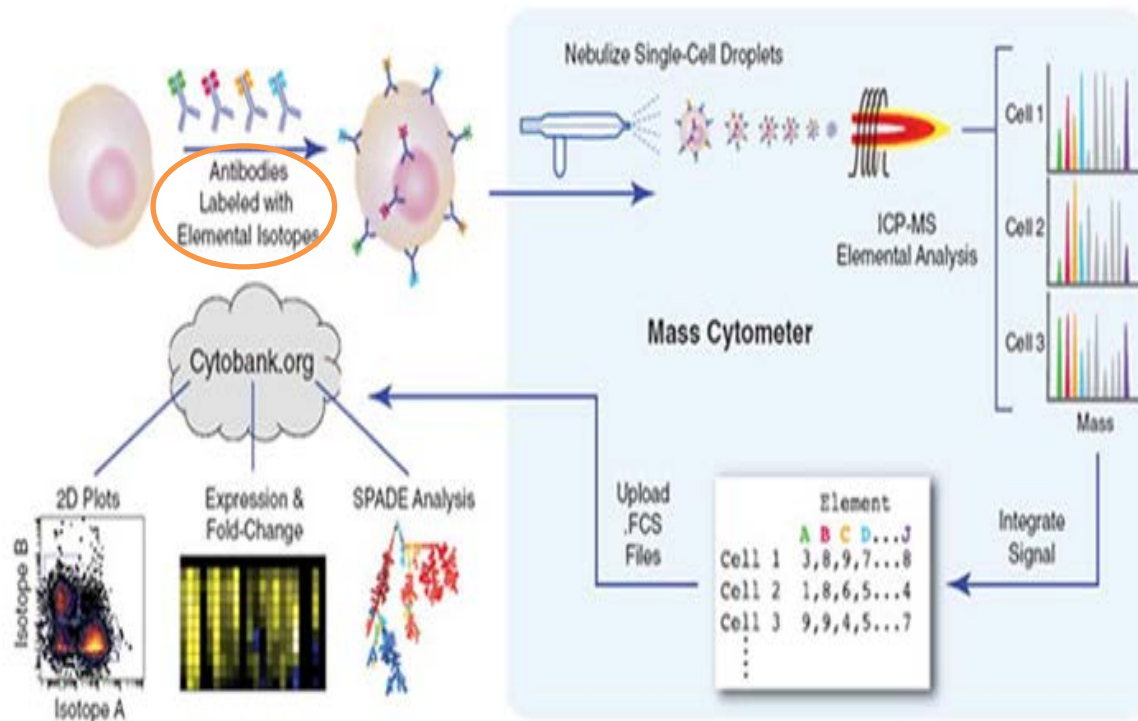 Nebulize Single-Cell Droplets
Antibodies
Labeled with
Elemental Isotopes
ICP-MS
Elemental Analysis
Cell 1
Cell 2
Cell 3
Mass
Mass Cytometer
Cytobank.org
2D Plots
Expression &
Fold-Change
SPADE Analysis
Isotope B
Isotope A
Upload
.FCS
Files
Element
A B C D...J
Cell 1 3,8,9,7...8
Cell 2 1,8,6,5...4
Cell 3 9,9,4,5...7
Integrate
Signal